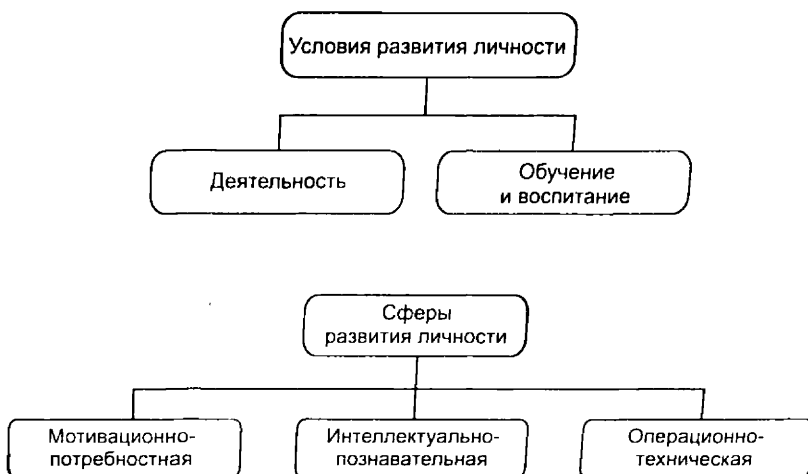 Условия развития личности
Деятельность
Обучение
и воспитание
Сферы
развития личности
Мотивационно-
потребностная
Интеллектуально-
познавательная
Операционно-
техническая